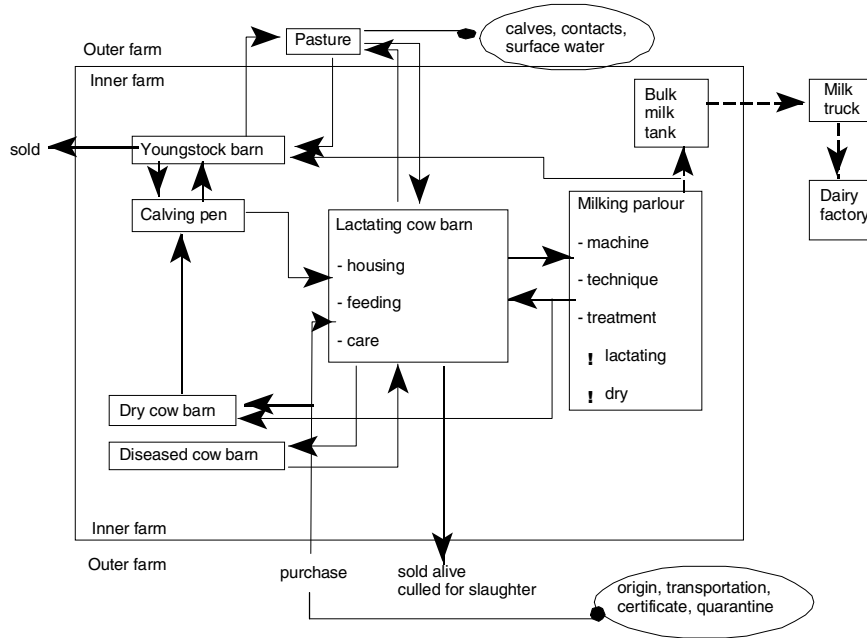 Outer farm
Pasture
calves, contacts,
surface water
Inner farm
Bulk
milk
tank
Milk
truck
sold
Youngstock barn
Calving pen
Lactating cow barn
- housing
- feeding
- care
Milking parlour
- machine
- technique
- treatment
! lactating
! dry
Dairy
factory
Dry cow barn
Diseased cow barn
Inner farm
Outer farm
purchase
sold alive
culled for slaughter
origin, transportation,
certificate, quarantine